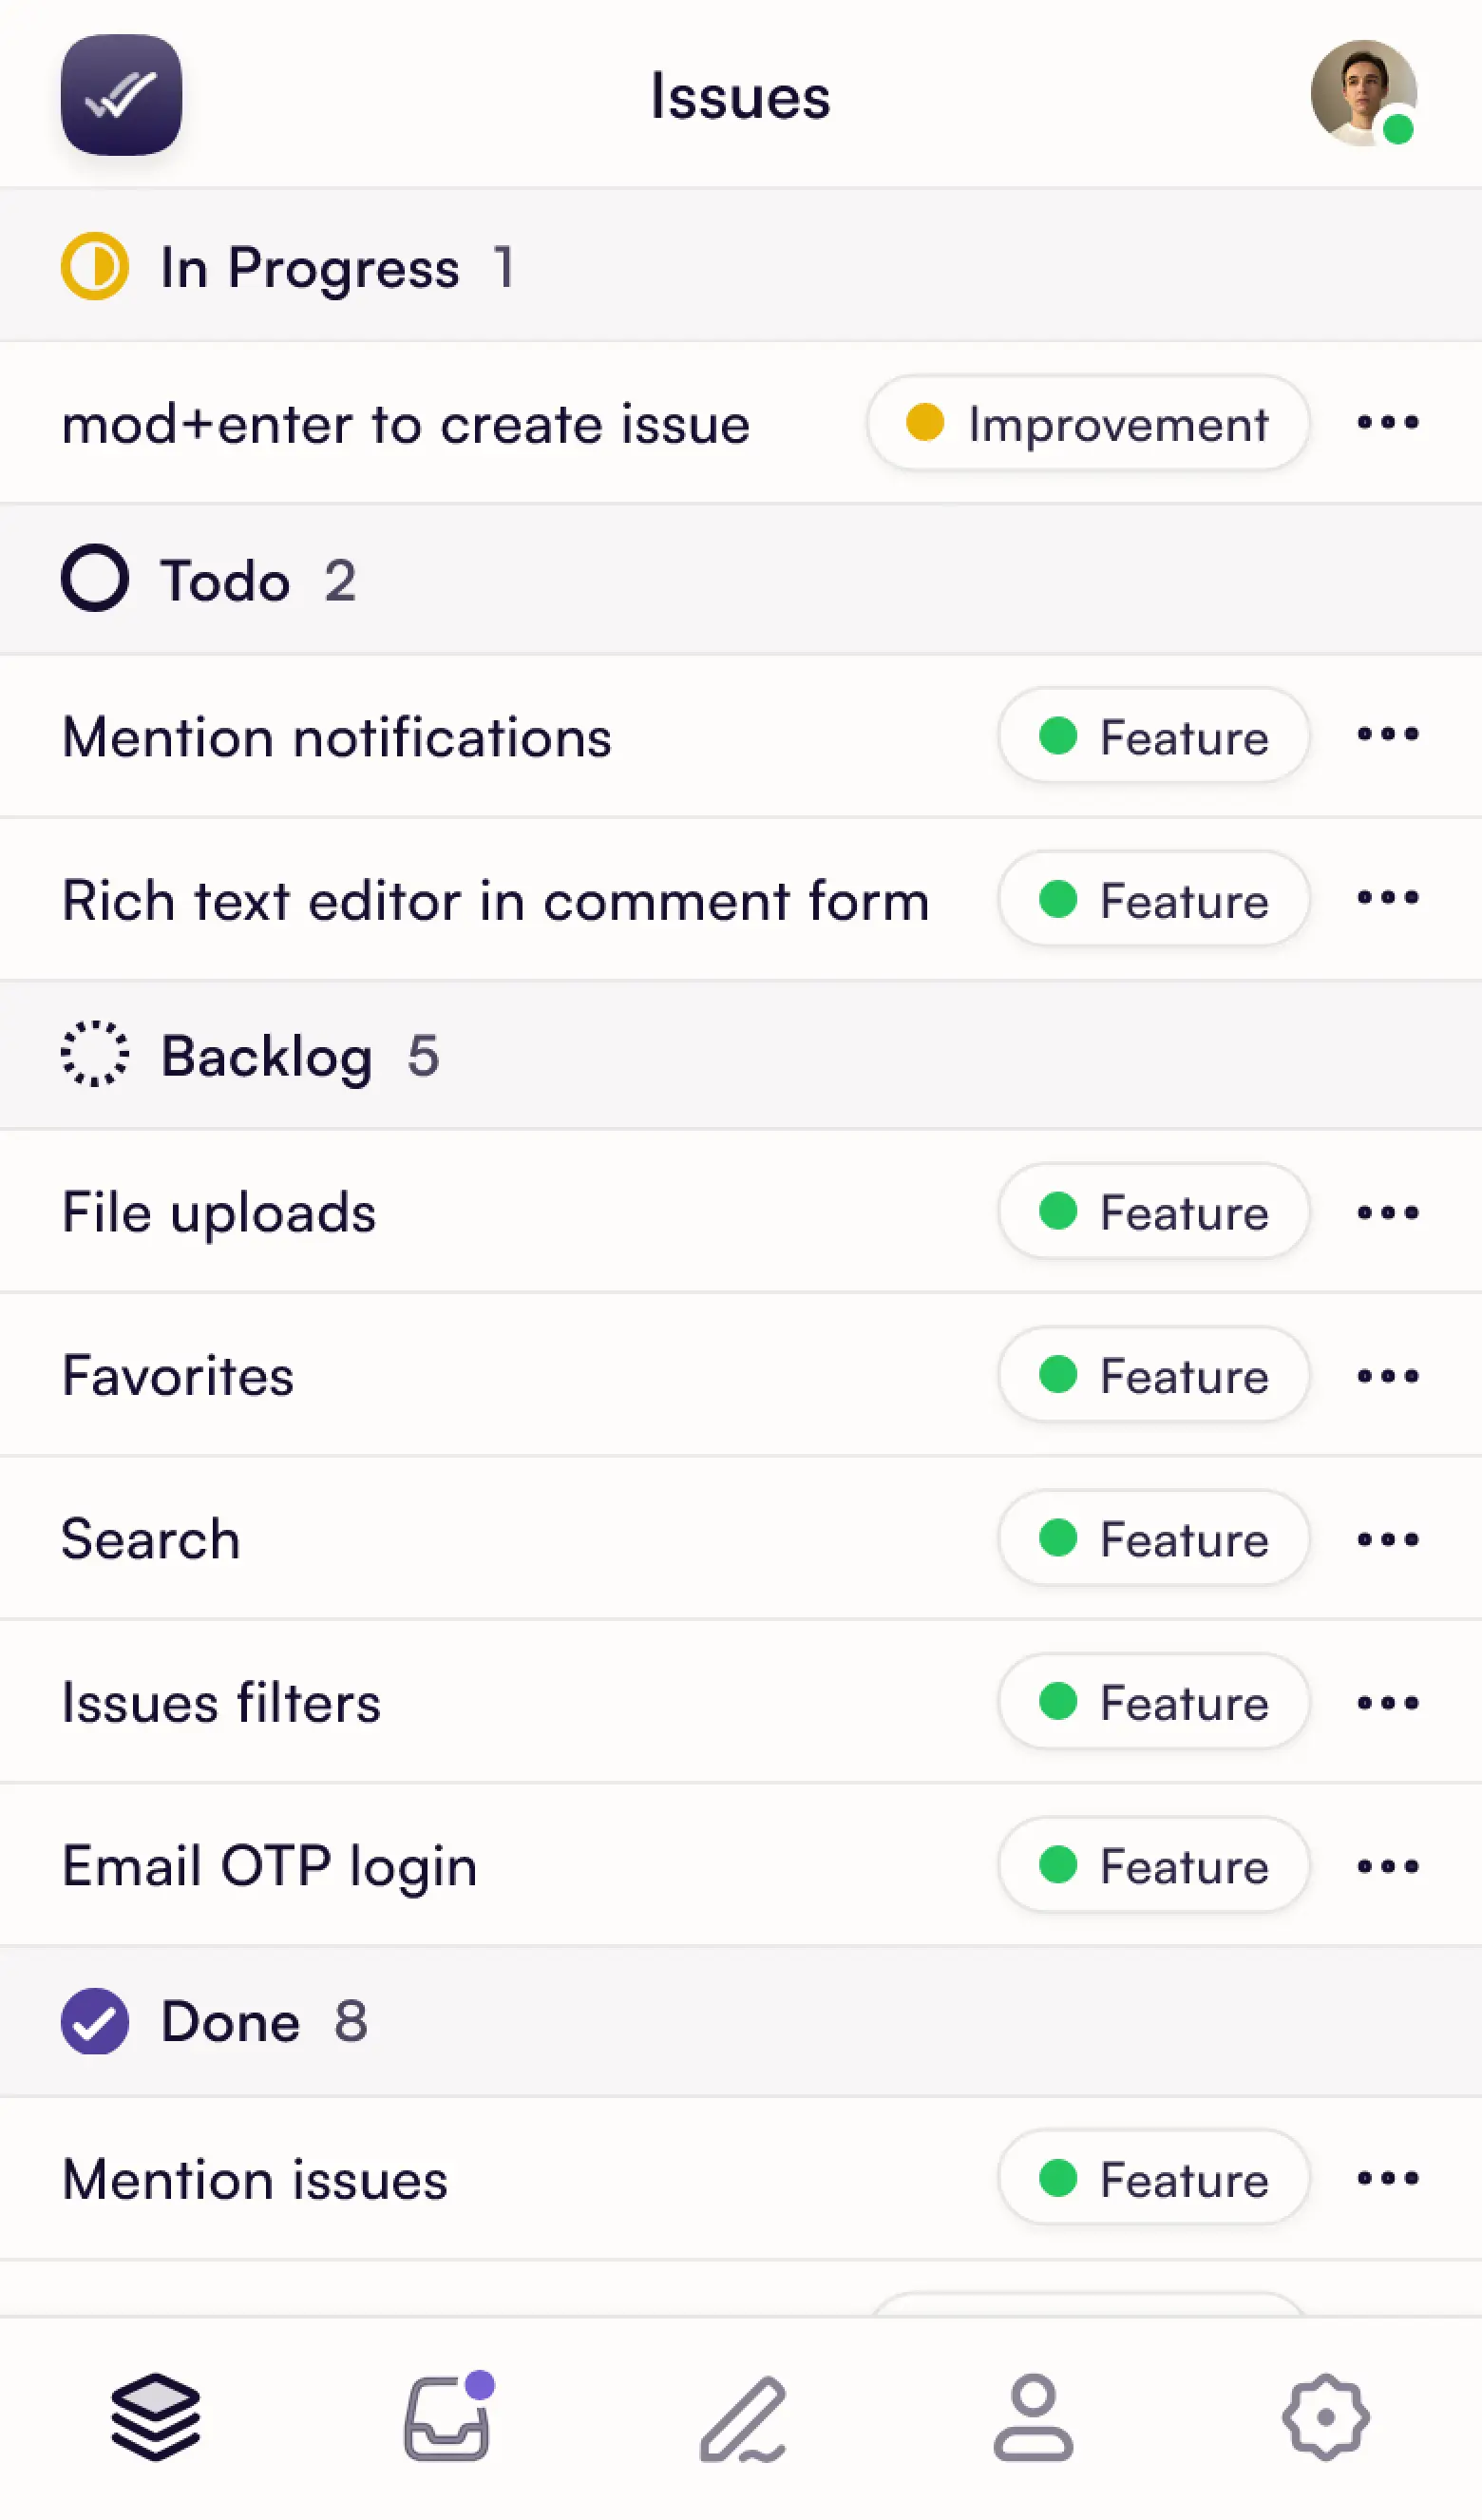 Issues
In Progress 1
mod+enter to create issue Improvement
Todo 2
Mention notifications Feature
Rich text editor in comment form Feature
Backlog 5
File uploads Feature
Favorites Feature
Search Feature
Issues filters Feature
Email OTP login Feature
Done 8
Mention issues Feature